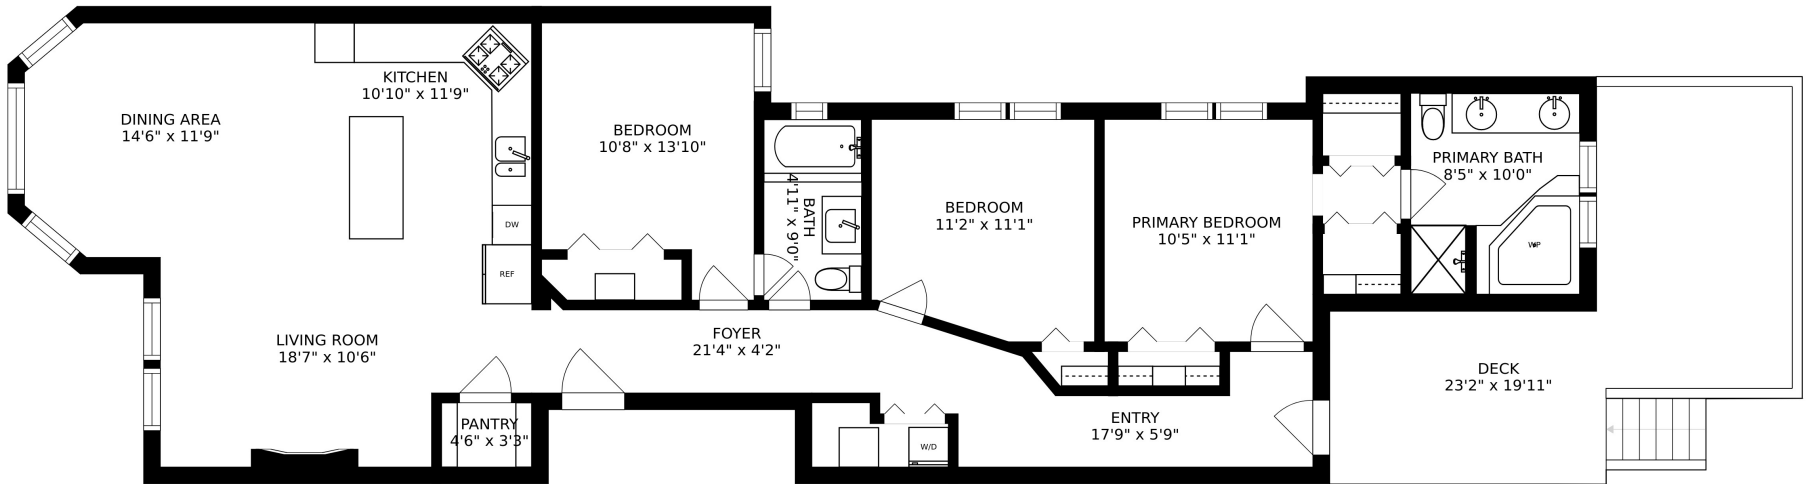 KITCHEN
10'10" x 11'9"
DINING AREA
14'6" x 11'9"
BEDROOM
10'8" x 13'10"
DW
REF
BATH
4'11" x 9'0"
BEDROOM
11'2" x 11'1"
PRIMARY BEDROOM
10'5" x 11'1"
PRIMARY BATH
8'5" x 10'0"
WP
LIVING ROOM
18'7" x 10'6"
FOYER
21'4" x 4'2"
DECK
23'2" x 19'11"
PANTRY
4'6" x 3'3"
W/D
ENTRY
17'9" x 5'9"